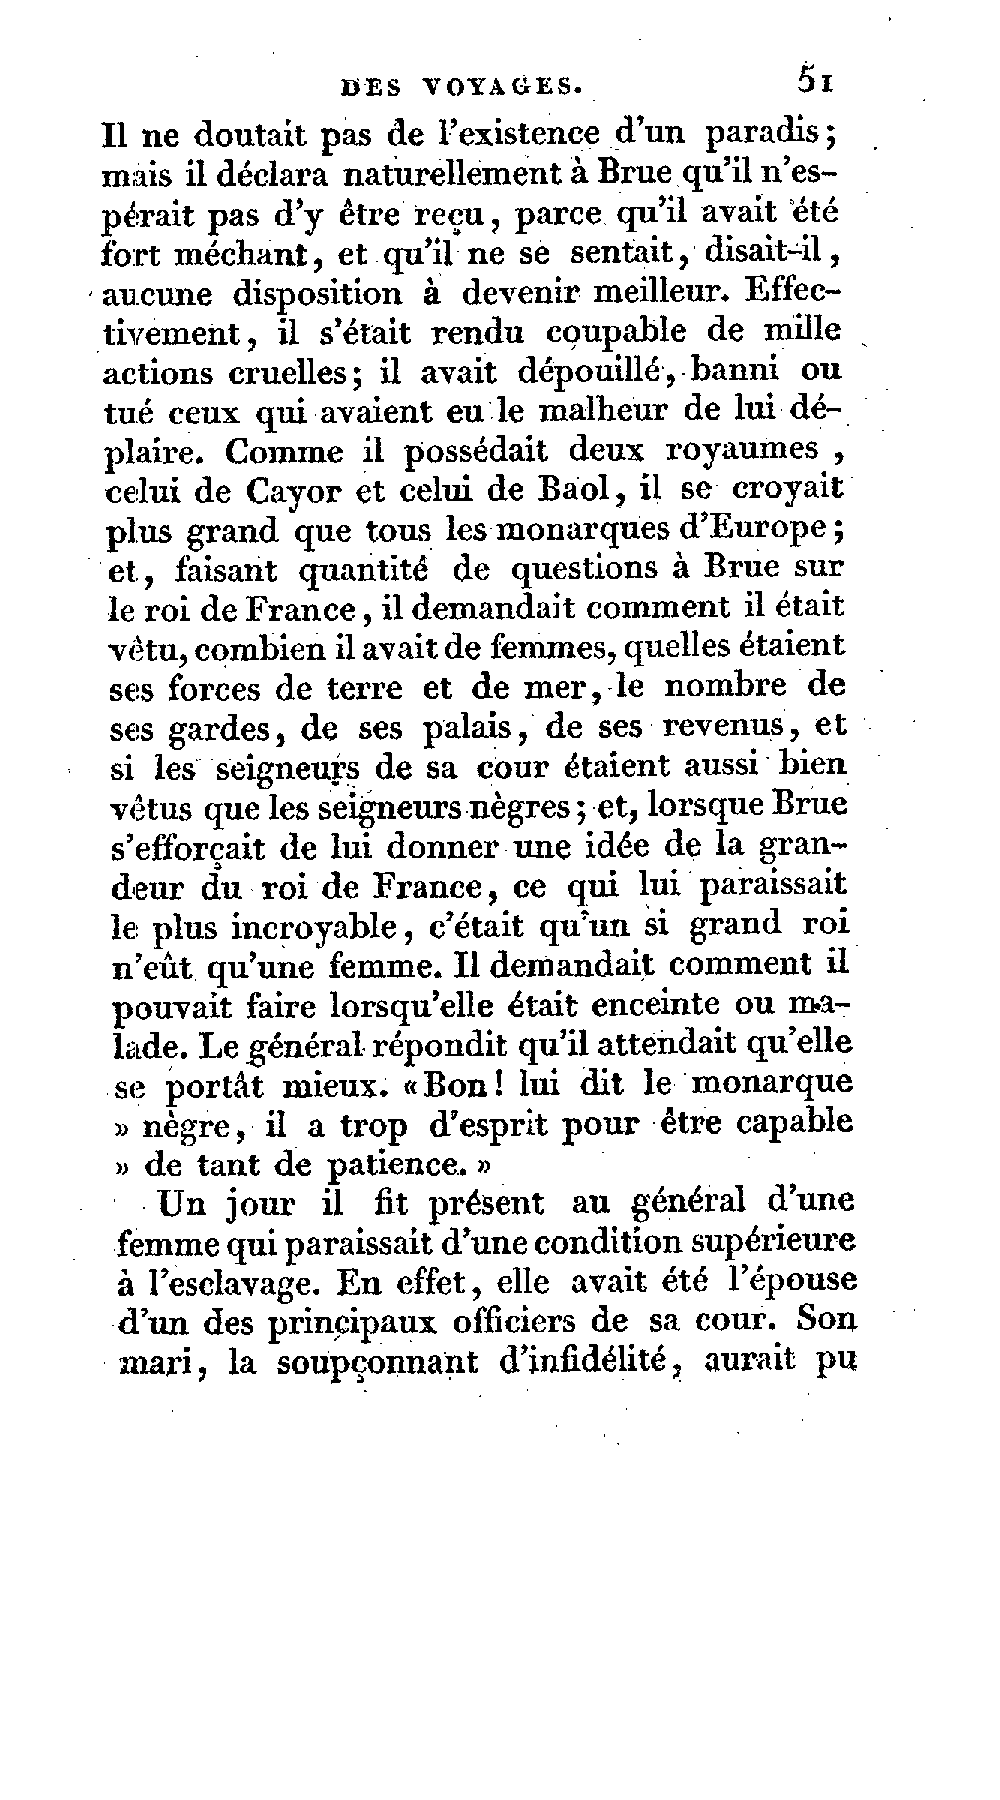 DES VOYAGES. 51
Il ne doutait pas de l'existence d'un paradis;
mais il déclara naturellement à Brue qu'il n'es-
pérait pas d'y être reçu, parce qu'il avait été
fort méchant, et qu'il ne se sentait, disait-il,
aucune disposition à devenir meilleur. Effec-
tivement, il s'était rendu coupable de mille
actions cruelles; il avait dépouillé, banni ou
tué ceux qui avaient eu le malheur de lui dé-
plaire. Comme il possédait deux royaumes,
celui de Cayor et celui de Baol, il se croyait
plus grand que tous les monarques d'Europe;
et, faisant quantité de questions à Brue sur
le roi de France, il demandait comment il était
vêtu, combien il avait de femmes, quelles étaient
ses forces de terre et de mer, le nombre de
ses gardes, de ses palais, de ses revenus, et
si les seigneurs de sa cour étaient aussi bien
vêtus que les seigneurs nègres; et, lorsque Brue
s'efforçait de lui donner une idée de la gran-
deur du roi de France, ce qui lui paraissait
le plus incroyable, c'était qu'un si grand roi
n'eût qu'une femme. Il demandait comment il
pouvait faire lorsqu'elle était enceinte ou ma-
lade. Le général répondit qu'il attendait qu'elle
se portât mieux. « Bon! lui dit le monarque
» nègre, il a trop d'esprit pour être capable
» de tant de patience. »
Un jour il fit présent au général d'une
femme qui paraissait d'une condition supérieure
à l'esclavage. En effet, elle avait été l'épouse
d'un des principaux officiers de sa cour. Son
mari, la soupçonnant d'infidélité, aurait pu